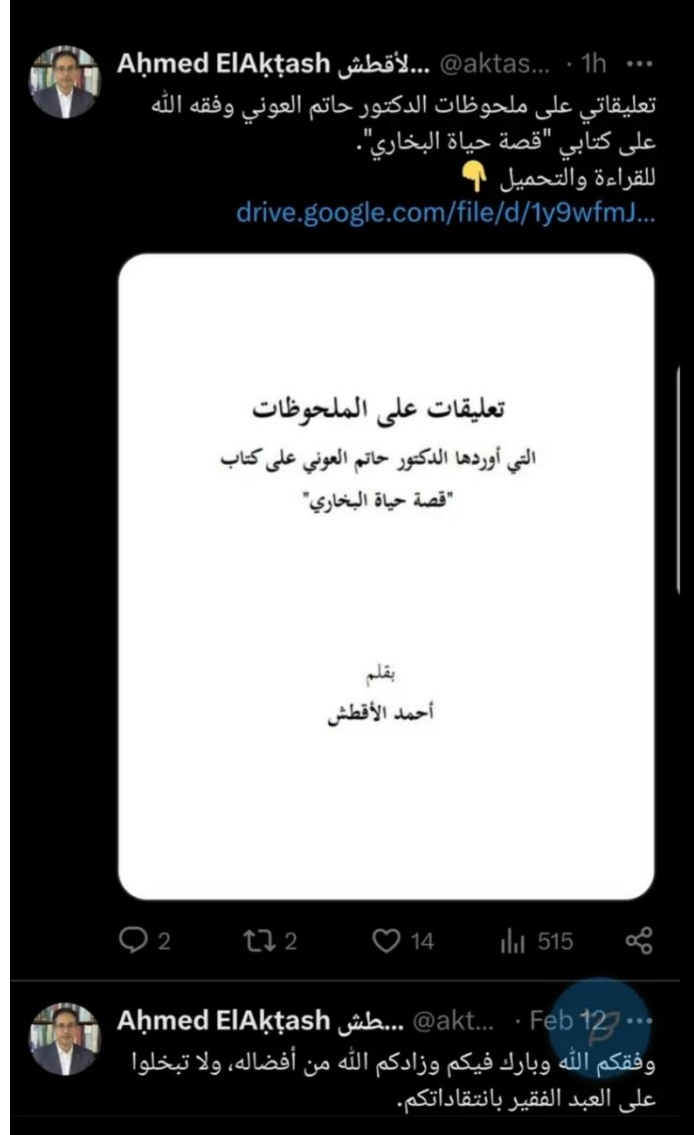 Aḥmed ElAḳṭash لأقطش... @aktas... · 1h
تعليقاتي على ملحوظات الدكتور حاتم العوني وفقه الله
على كتابي "قصة حياة البخاري".
للقراءة والتحميل 👇
drive.google.com/file/d/1y9wfmJ...
تعليقات على الملحوظات
التي أوردها الدكتور حاتم العوني على كتاب
"قصة حياة البخاري"
بقلم
أحمد الأقطش
2 2 14 515
Aḥmed ElAḳṭash طش... @akt... · Feb 12
وفقكم الله وبارك فيكم وزادكم الله من أفضاله، ولا تبخلوا
على العبد الفقير بانتقاداتكم.